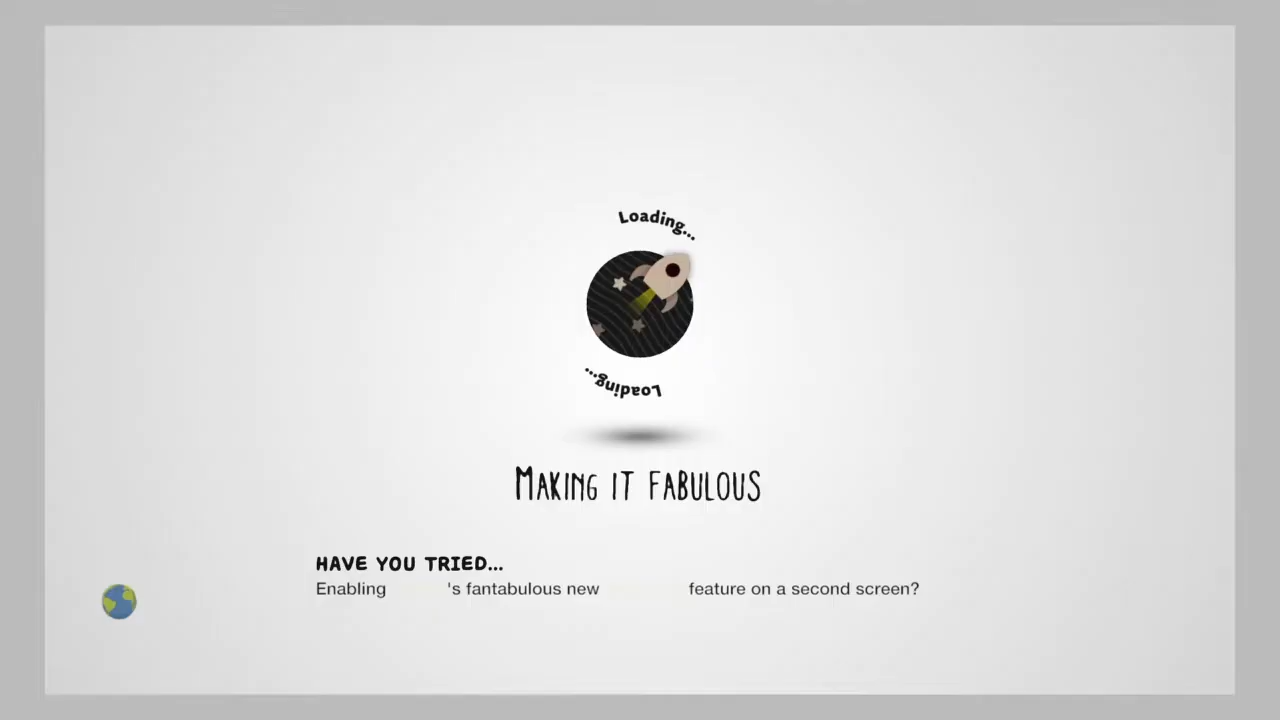 Loading...
Loading...
Making it fabulous
HAVE YOU TRIED...
Enabling 's fantabulous new feature on a second screen?